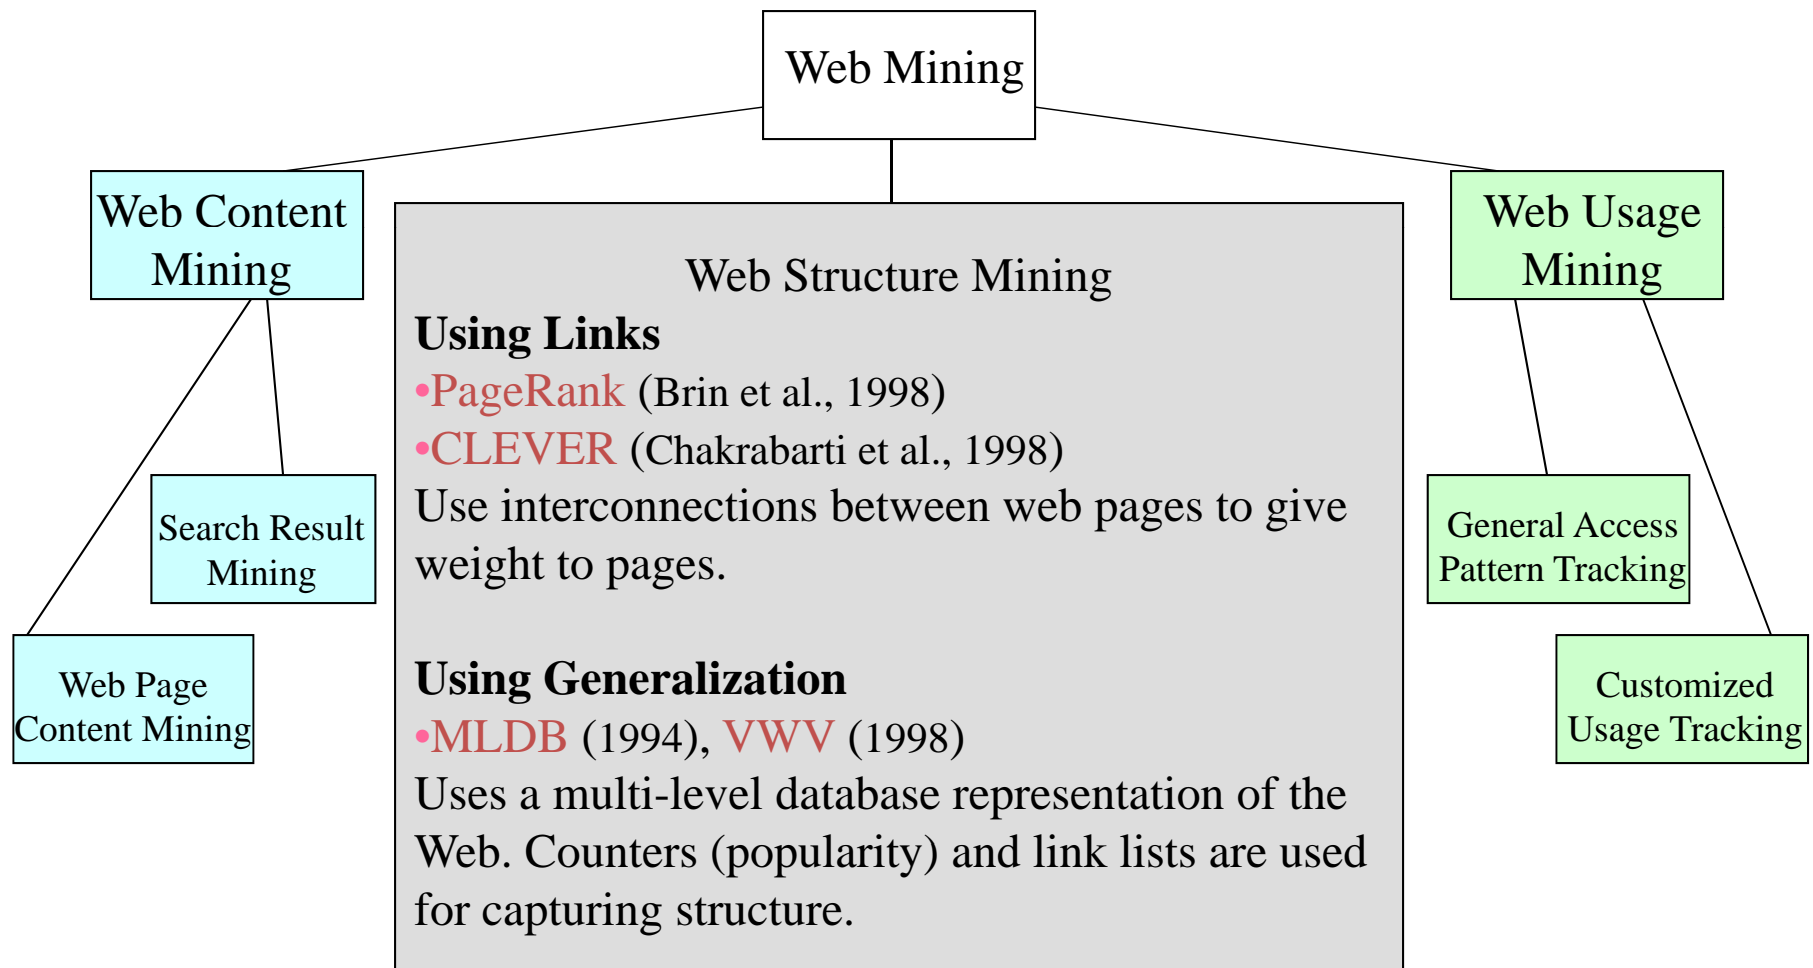 Web Mining
Web Content
Mining
Search Result
Mining
Web Page
Content Mining
Web Structure Mining
Using Links
•PageRank (Brin et al., 1998)
•CLEVER (Chakrabarti et al., 1998)
Use interconnections between web pages to give
weight to pages.
Using Generalization
•MLDB (1994), VWV (1998)
Uses a multi-level database representation of the
Web. Counters (popularity) and link lists are used
for capturing structure.
Web Usage
Mining
General Access
Pattern Tracking
Customized
Usage Tracking